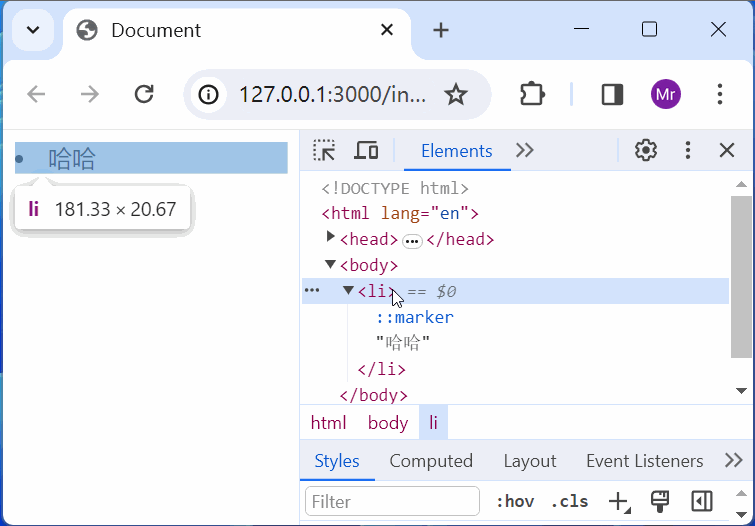 Document
127.0.0.1:3000/in...
Mr
哈哈
li 181.33 × 20.67
Elements
<!DOCTYPE html>
<html lang="en">
<head>…</head>
<body>
<li> == $0
::marker
"哈哈"
</li>
</body>
html body li
Styles Computed Layout Event Listeners
Filter :hov .cls